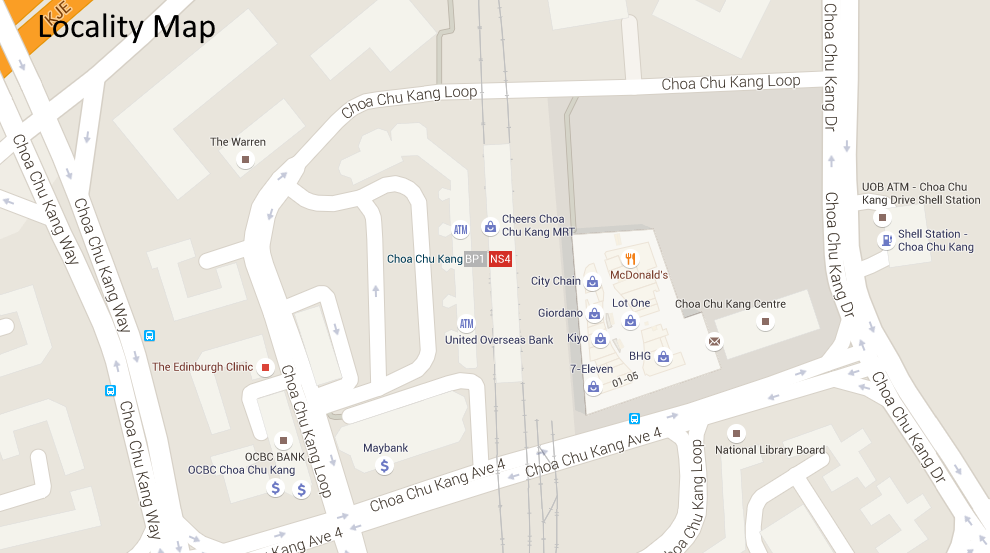 KJE
Locality Map
Choa Chu Kang Dr
Choa Chu Kang Loop
Choa Chu Kang Loop
The Warren
Choa Chu Kang Way
Choa Chu Kang Way
UOB ATM - Choa Chu
Kang Drive Shell Station
Choa Chu Kang Dr
Cheers Choa
Chu Kang MRT
ATM
Shell Station -
Choa Chu Kang
Choa Chu Kang
BP1
NS4
McDonald's
City Chain
Lot One
Choa Chu Kang Centre
Giordano
ATM
United Overseas Bank
Kiyo
BHG
7-Eleven
01-05
The Edinburgh Clinic
Choa Chu Kang Loop
Choa Chu Kang Dr
Choa Chu Kang Way
Choa Chu Kang Ave 4
Choa Chu Kang Loop
National Library Board
Maybank
$
OCBC BANK
OCBC Choa Chu Kang
$
$
Choa Chu Kang Ave 4
Kang Ave 4